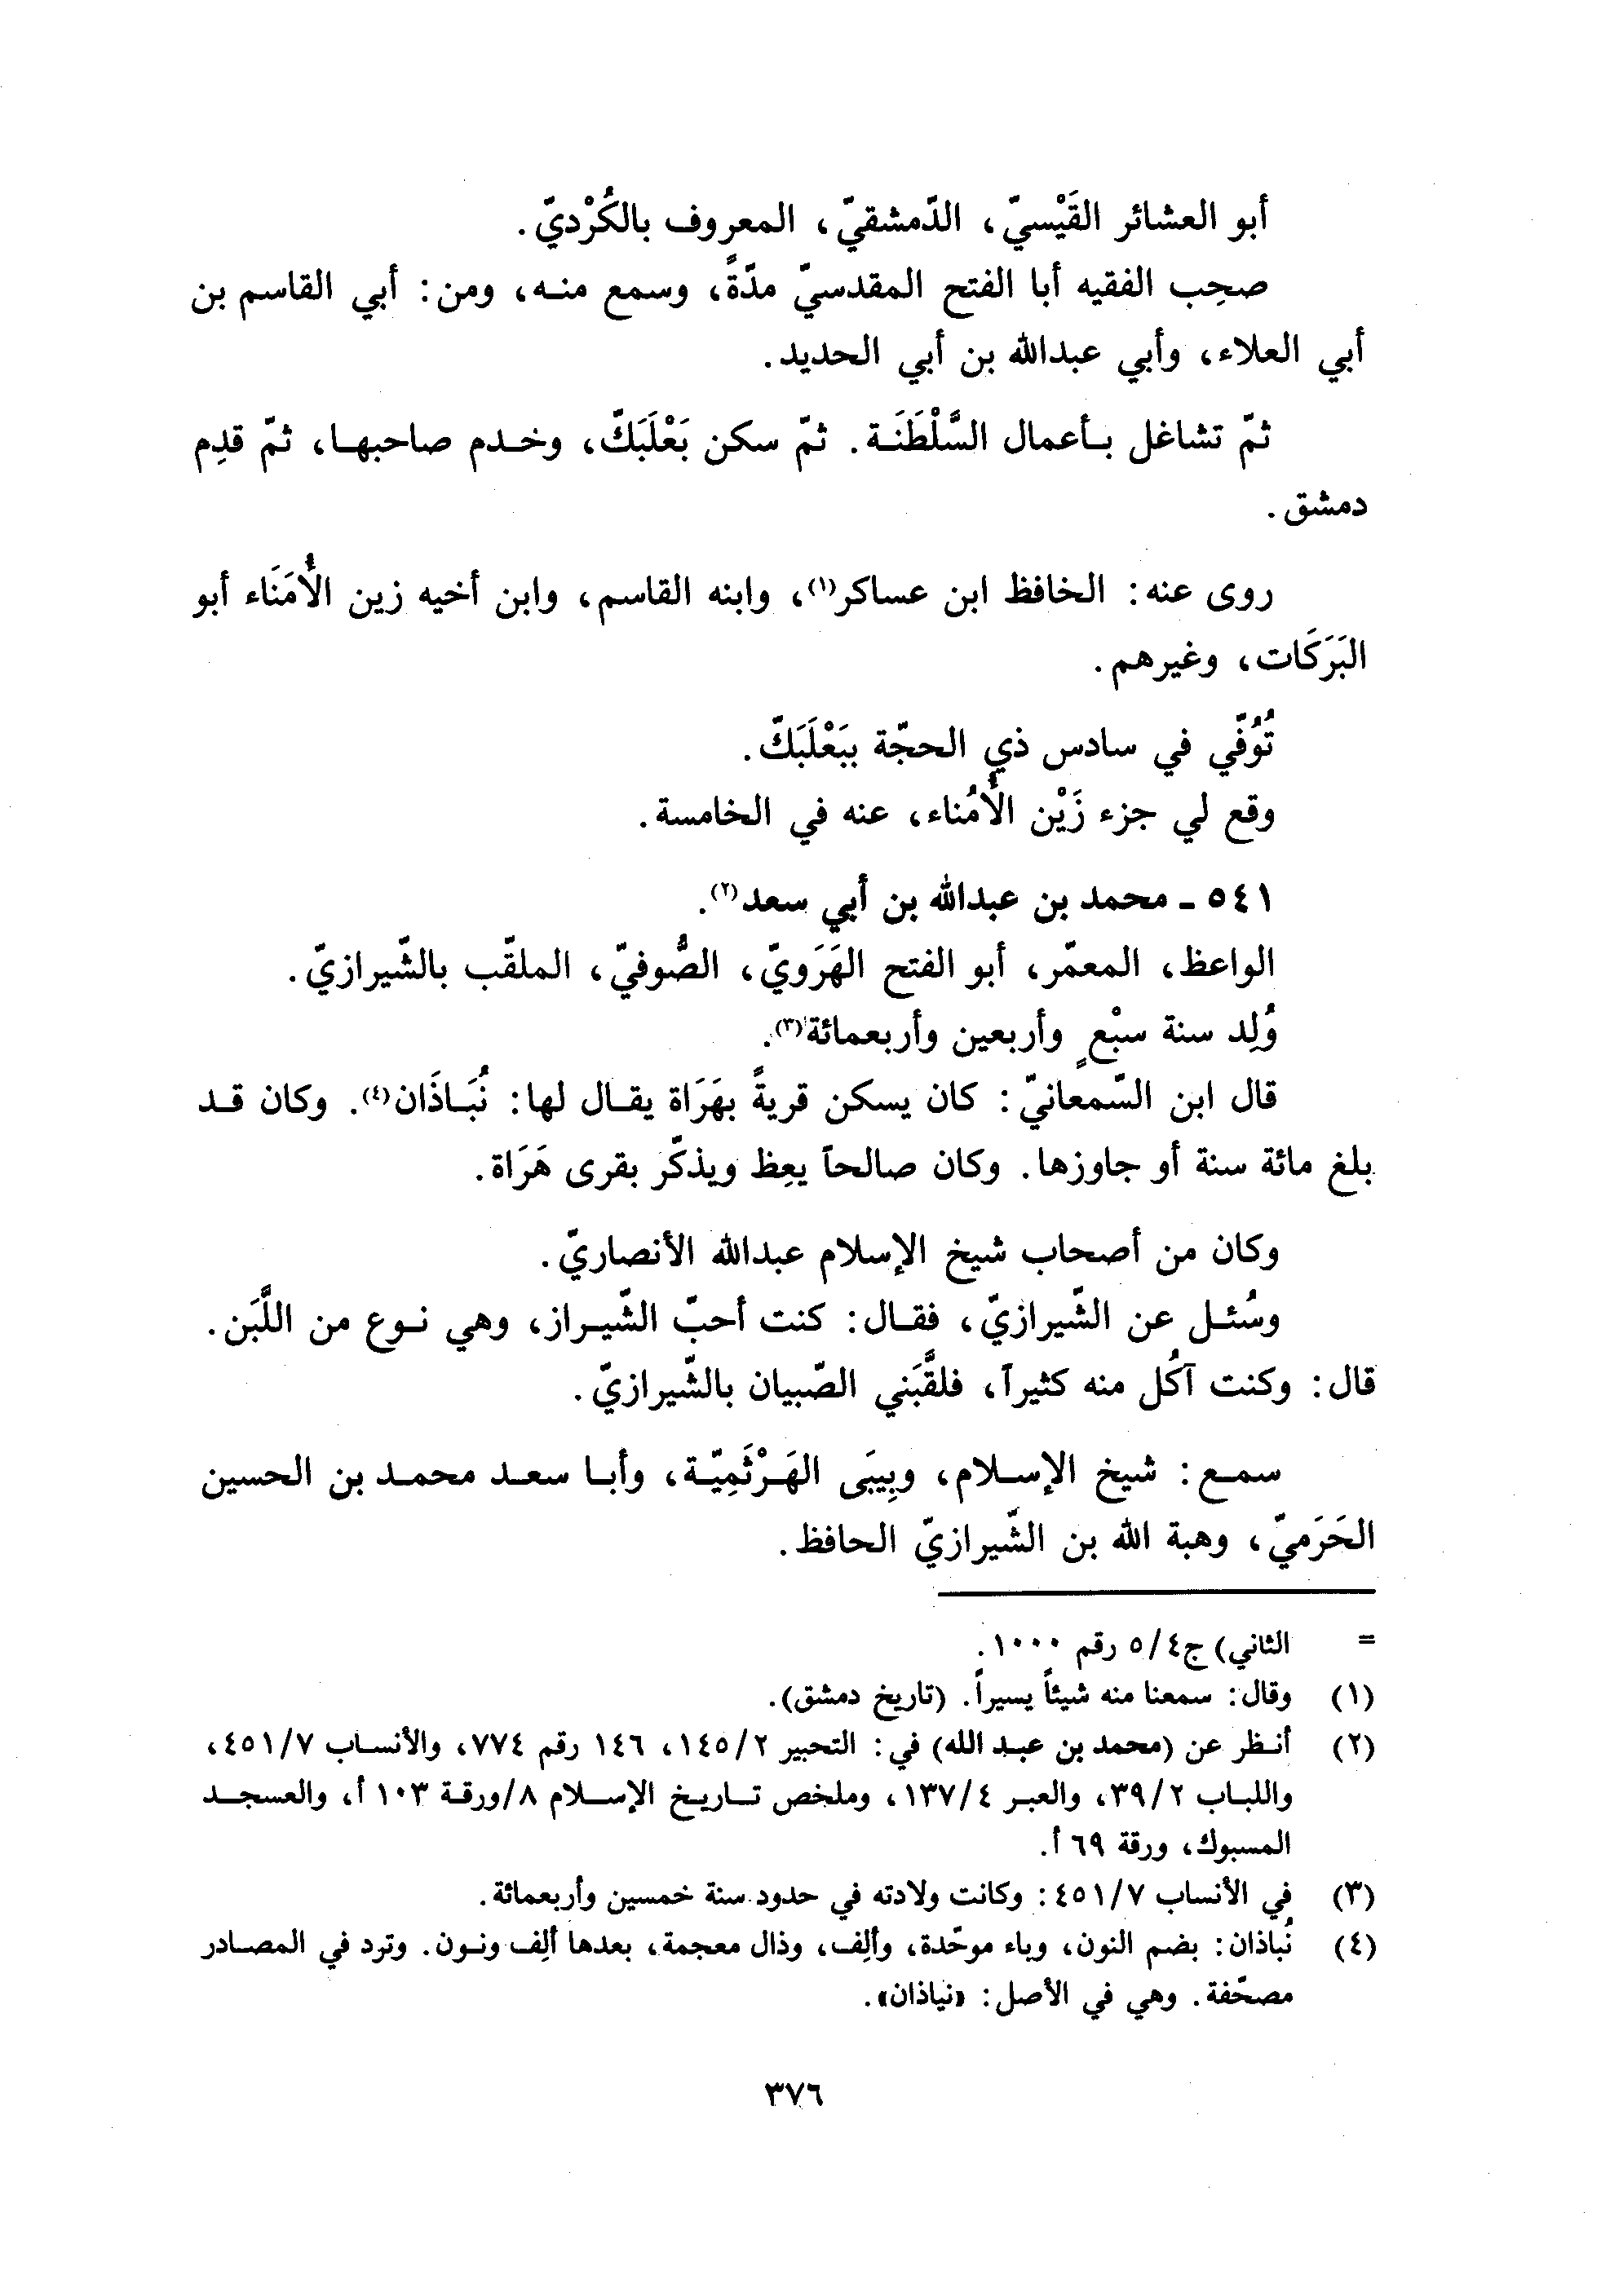 أبو العشائر القَيْسيّ، الدّمشقيّ، المعروف بالكُرْديّ.
صحِب الفقيه أبا الفتح المقدسيّ مدّةً، وسمع منه، ومن: أبي القاسم بن
أبي العلاء، وأبي عبدالله بن أبي الحديد.
ثمّ تشاغل بأعمال السَّلْطَنَة. ثمّ سكن بَعْلَبَكّ، وخدم صاحبها، ثمّ قدِم
دمشق.
روى عنه: الخافظ ابن عساكر(١)، وابنه القاسم، وابن أخيه زين الأُمَنَاء أبو
البَرَكَات، وغيرهم.
تُوُفّي في سادس ذي الحجّة ببَعْلَبَكّ.
وقع لي جزء زَيْن الأُمُناء، عنه في الخامسة.
٥٤١ ـ محمد بن عبدالله بن أبي سعد(٢).
الواعظ، المعمّر، أبو الفتح الهَرَويّ، الصُّوفيّ، الملقّب بالشّيرازيّ.
وُلِد سنة سبْعٍ وأربعين وأربعمائة(٣).
قال ابن السّمعانيّ: كان يسكن قريةً بهَرَاة يقال لها: نُبَاذَان(٤). وكان قد
بلغ مائة سنة أو جاوزها. وكان صالحاً يعِظ ويذكّر بقرى هَرَاة.
وكان من أصحاب شيخ الإسلام عبدالله الأنصاريّ.
وسُئل عن الشّيرازيّ، فقال: كنت أحبّ الشّيراز، وهي نوع من اللَّبَن.
قال: وكنت آكُل منه كثيراً، فلقَّبَني الصّبيان بالشّيرازيّ.
سمع: شيخ الإسلام، وبِيبَى الهَرْثَمِيّة، وأبا سعد محمد بن الحسين
الحَرَميّ، وهبة الله بن الشّيرازيّ الحافظ.
= الثاني) ج٥/٤ رقم ١٠٠٠.
(١) وقال: سمعنا منه شيئاً يسيراً. (تاريخ دمشق).
(٢) أنظر عن (محمد بن عبد الله) في: التحبير ١٤٥/٢، ١٤٦ رقم ٧٧٤، والأنساب ٤٥١/٧،
واللباب ٣٩/٢، والعبر ١٣٧/٤، وملخص تاريخ الإسلام ٨/ورقة ١٠٣ أ، والعسجد
المسبوك، ورقة ٦٩ أ.
(٣) في الأنساب ٤٥١/٧: وكانت ولادته في حدود سنة خمسين وأربعمائة.
(٤) نُباذان: بضم النون، وباء موحّدة، وألِف، وذال معجمة، بعدها ألِف ونون. وترد في المصادر
مصحّفة. وهي في الأصل: «نياذان».
٣٧٦